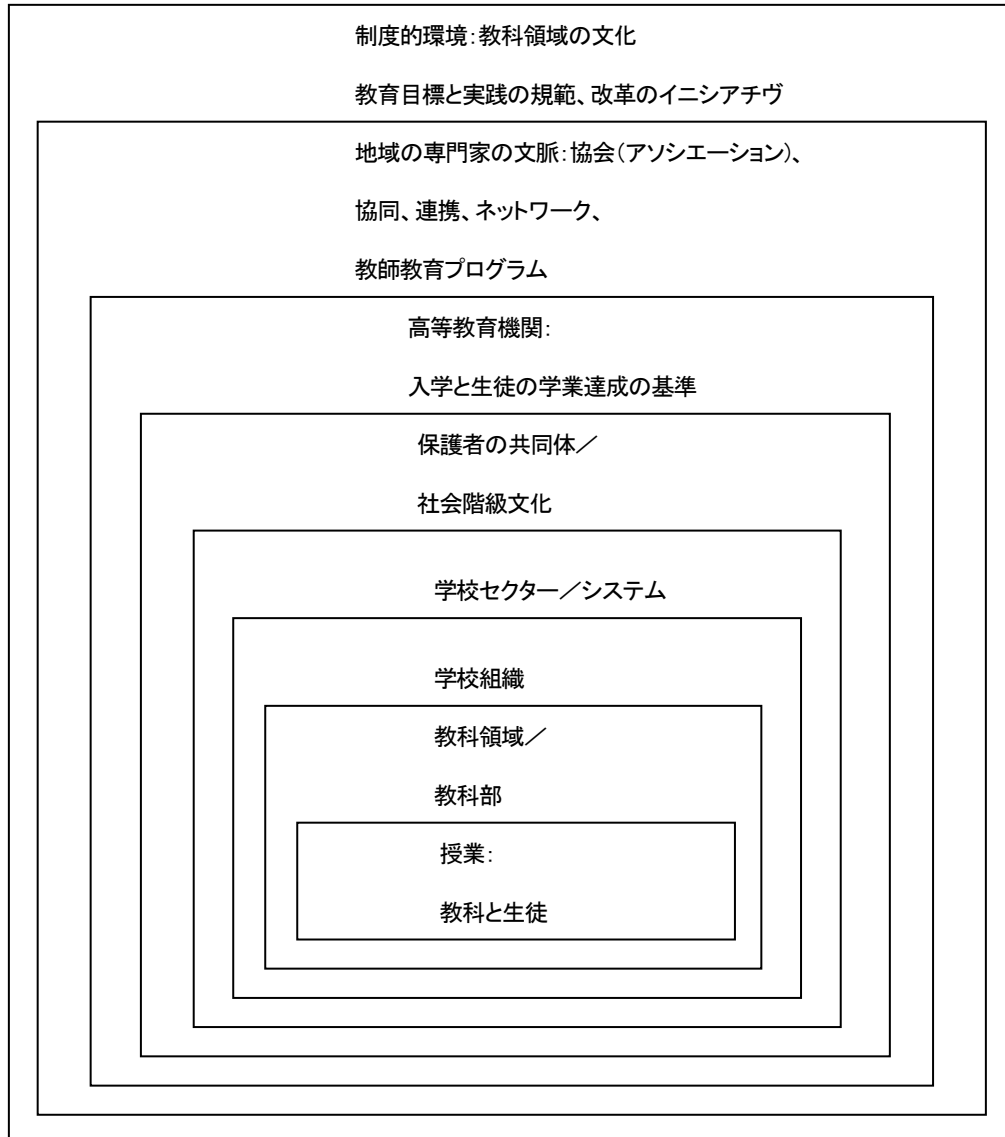 制度的環境：教科領域の文化
教育目標と実践の規範、改革のイニシアチヴ
地域の専門家の文脈：協会（アソシエーション）、
協同、連携、ネットワーク、
教師教育プログラム
高等教育機関：
入学と生徒の学業達成の基準
保護者の共同体／
社会階級文化
学校セクター／システム
学校組織
教科領域／
教科部
授業：
教科と生徒